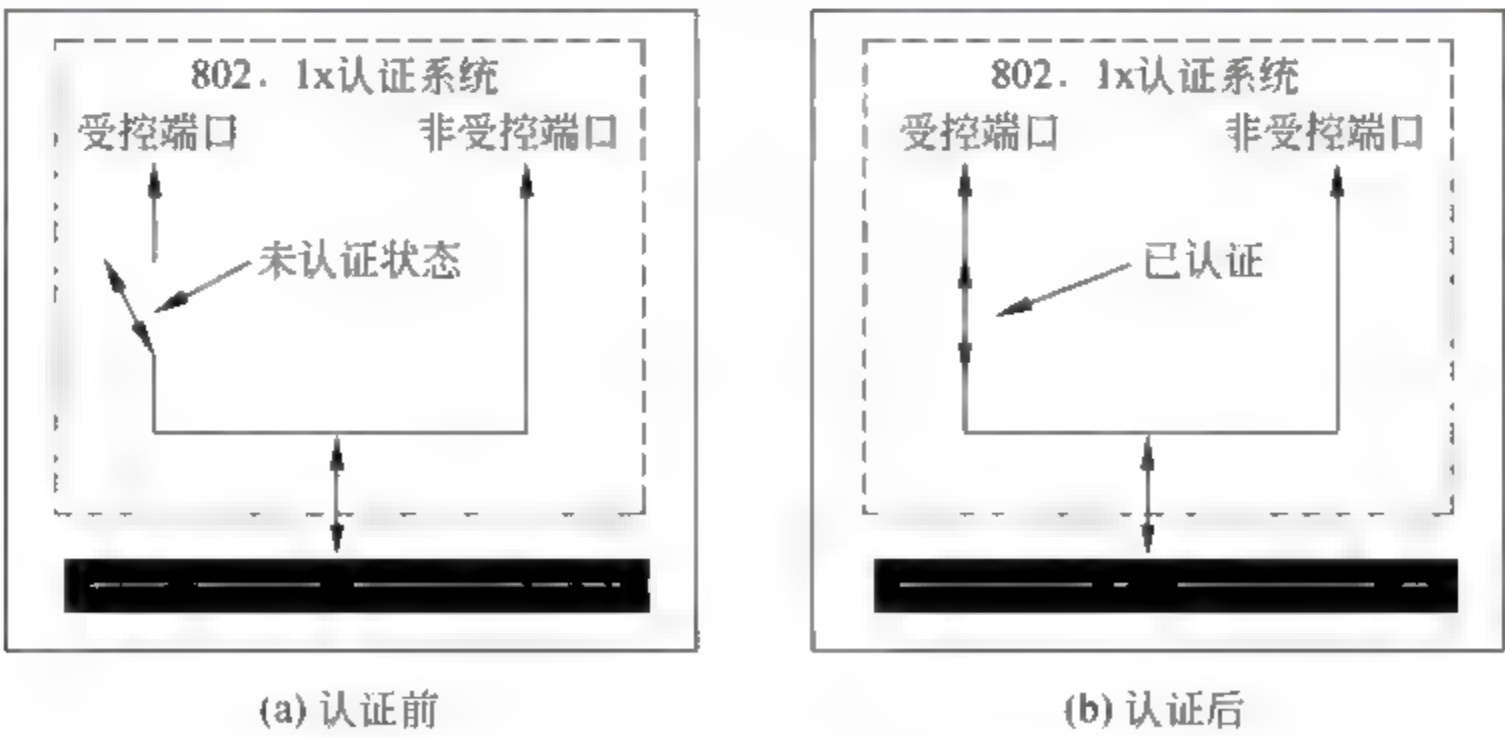 802. 1x认证系统
受控端口 非受控端口
未认证状态
(a) 认证前
802. 1x认证系统
受控端口 非受控端口
已认证
(b) 认证后